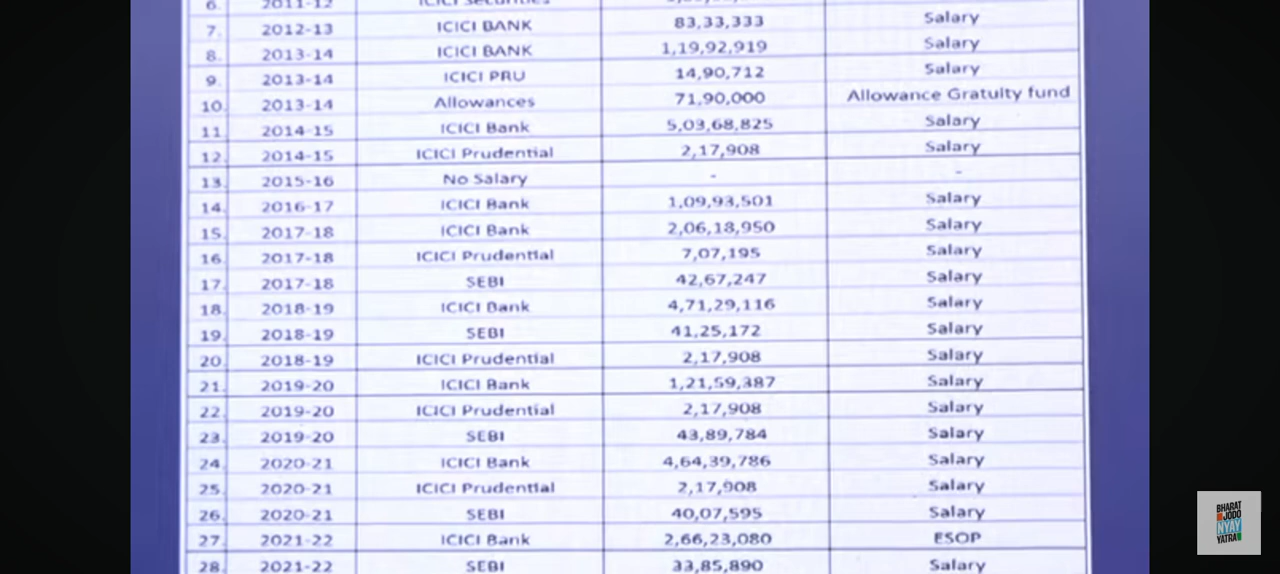 6. 2011-12 ICICI Securities
7. 2012-13 ICICI BANK 83,33,333 Salary
8. 2013-14 ICICI BANK 1,19,92,919 Salary
9. 2013-14 ICICI PRU 14,90,712 Salary
10. 2013-14 Allowances 71,90,000 Allowance Gratuity fund
11. 2014-15 ICICI Bank 5,03,68,825 Salary
12. 2014-15 ICICI Prudential 2,17,908 Salary
13. 2015-16 No Salary - -
14. 2016-17 ICICI Bank 1,09,93,501 Salary
15. 2017-18 ICICI Bank 2,06,18,950 Salary
16. 2017-18 ICICI Prudential 7,07,195 Salary
17. 2017-18 SEBI 42,67,247 Salary
18. 2018-19 ICICI Bank 4,71,29,116 Salary
19. 2018-19 SEBI 41,25,172 Salary
20. 2018-19 ICICI Prudential 2,17,908 Salary
21. 2019-20 ICICI Bank 1,21,59,387 Salary
22. 2019-20 ICICI Prudential 2,17,908 Salary
23. 2019-20 SEBI 43,89,784 Salary
24. 2020-21 ICICI Bank 4,64,39,786 Salary
25. 2020-21 ICICI Prudential 2,17,908 Salary
26. 2020-21 SEBI 40,07,595 Salary
27. 2021-22 ICICI Bank 2,66,23,080 ESOP
28. 2021-22 SEBI 33,85,890 Salary
BHARAT
JODO
NYAY
YATRA